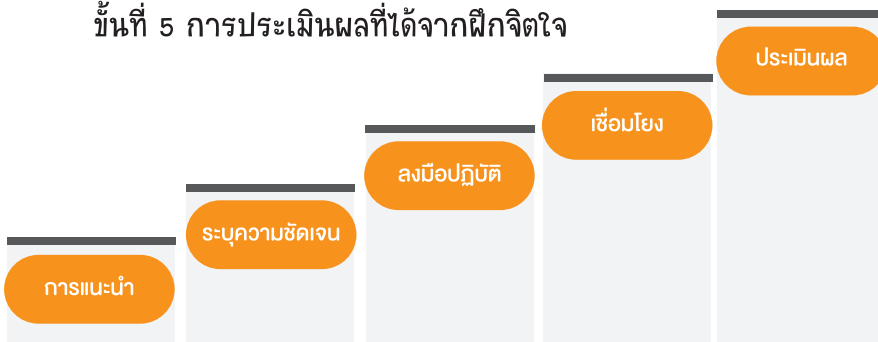 ขั้นที่ 5 การประเมินผลที่ได้จากฝึกจิตใจ
ประเมินผล
เชื่อมโยง
ลงมือปฏิบัติ
ระบุความชัดเจน
การแนะนำ